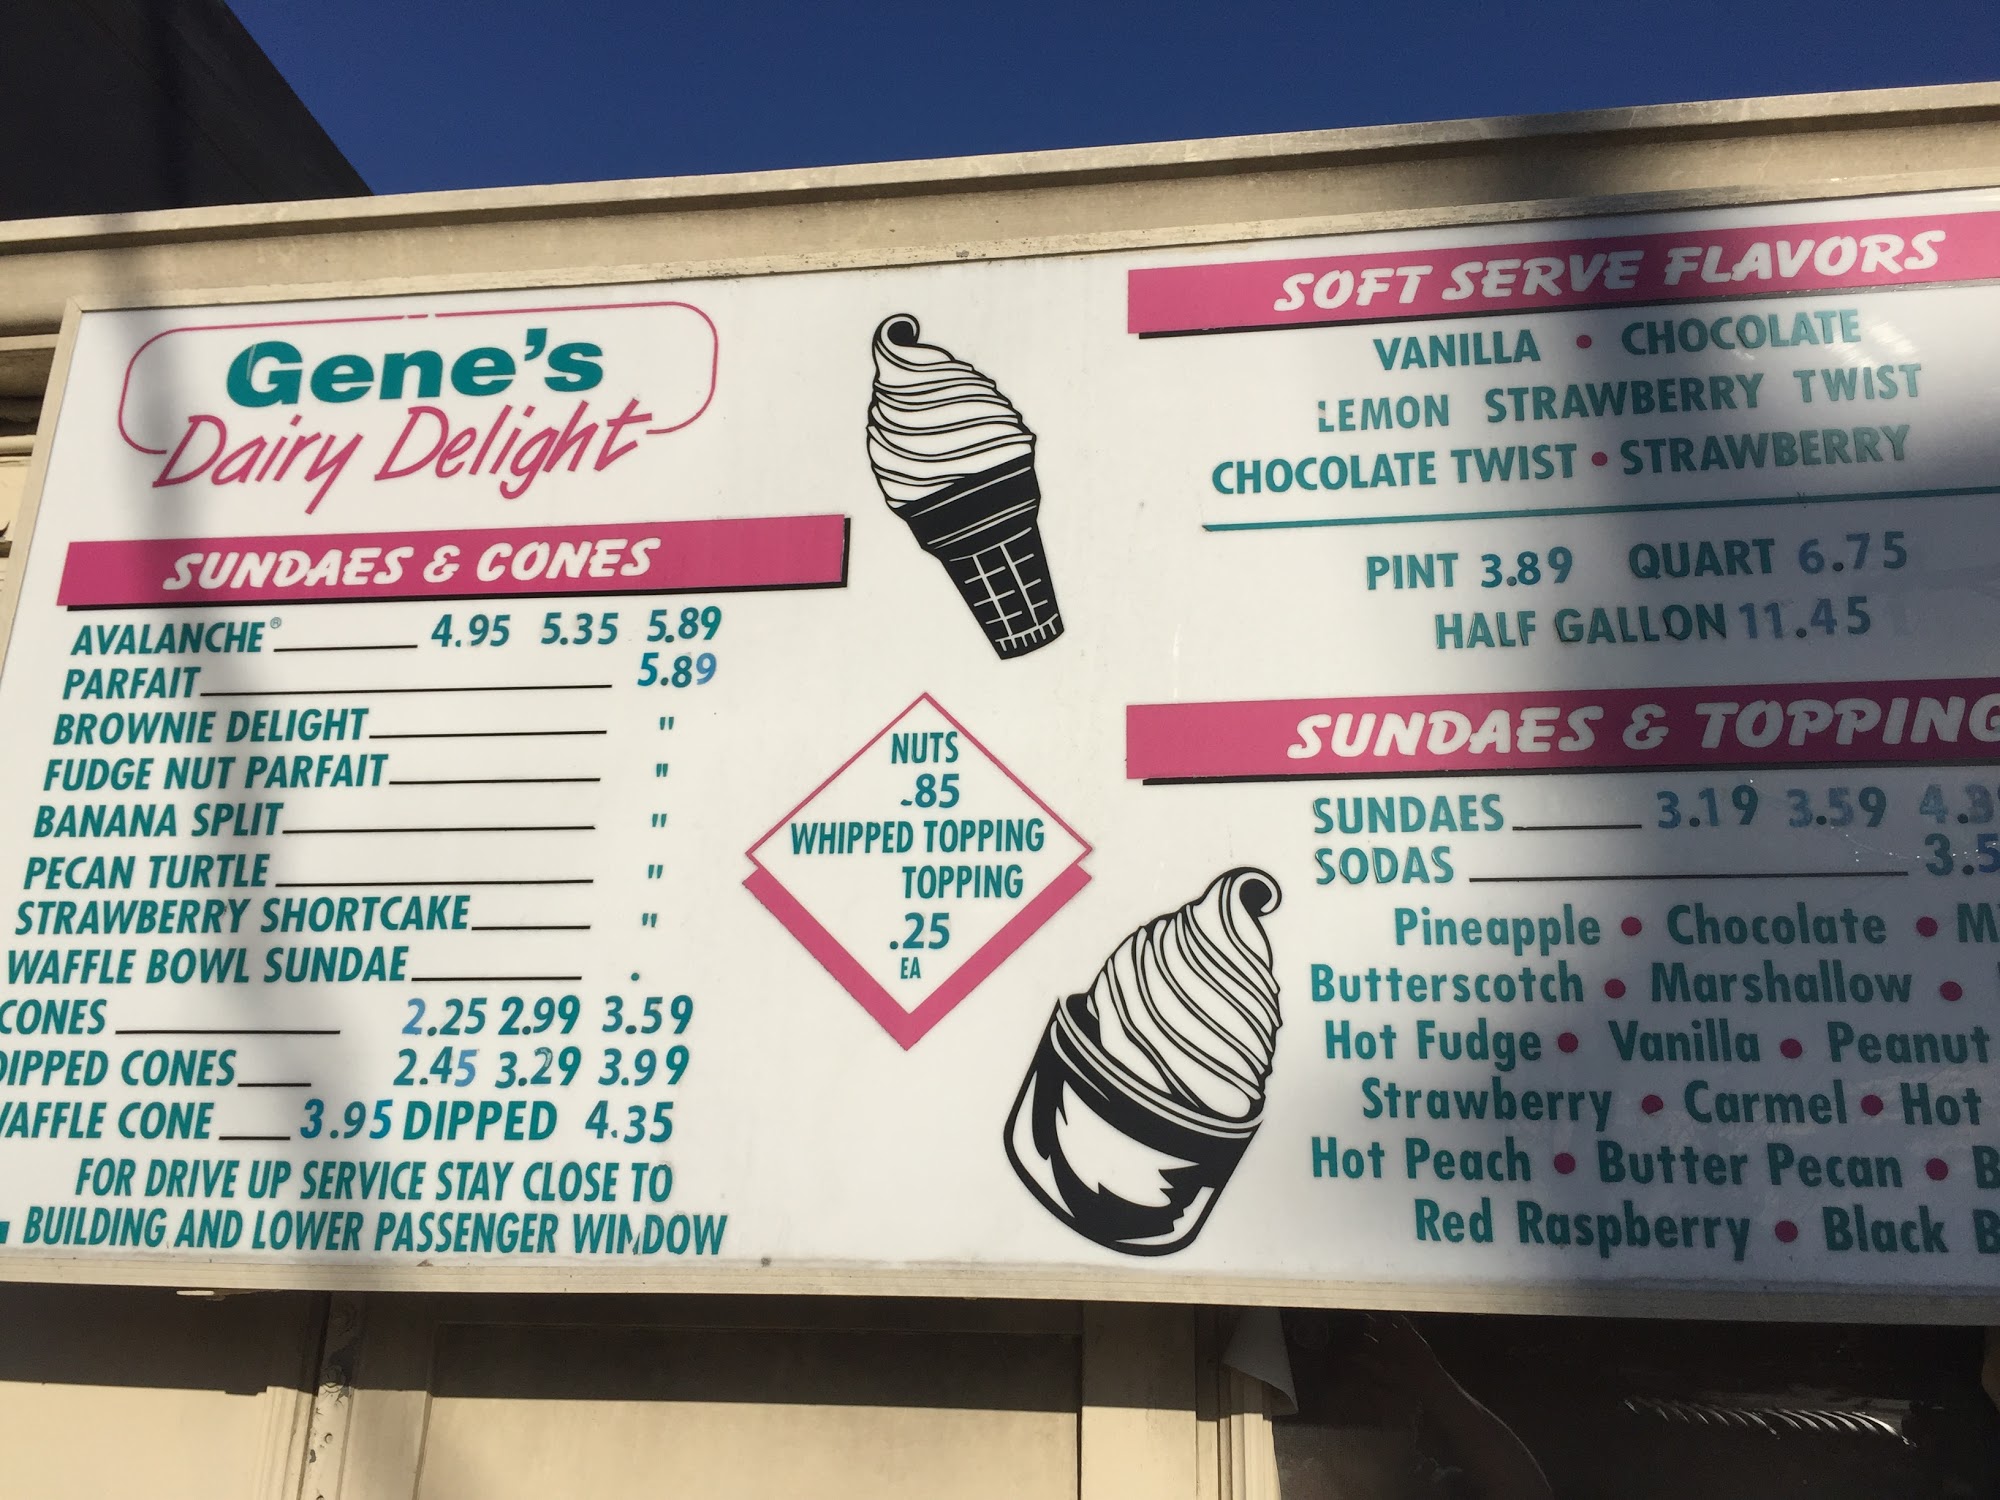 Gene's
Dairy Delight
SUNDAES & CONES
AVALANCHE® 4.95 5.35 5.89
PARFAIT 5.89
BROWNIE DELIGHT "
FUDGE NUT PARFAIT "
BANANA SPLIT "
PECAN TURTLE "
STRAWBERRY SHORTCAKE "
WAFFLE BOWL SUNDAE .
CONES 2.25 2.99 3.59
DIPPED CONES 2.45 3.29 3.99
WAFFLE CONE 3.95 DIPPED 4.35
FOR DRIVE UP SERVICE STAY CLOSE TO
BUILDING AND LOWER PASSENGER WINDOW
NUTS
.85
WHIPPED TOPPING
TOPPING
.25
EA
SOFT SERVE FLAVORS
VANILLA • CHOCOLATE
LEMON STRAWBERRY TWIST
CHOCOLATE TWIST • STRAWBERRY
PINT 3.89 QUART 6.75
HALF GALLON 11.45
SUNDAES & TOPPING
SUNDAES 3.19 3.59
SODAS
Pineapple • Chocolate •
Butterscotch • Marshallow •
Hot Fudge • Vanilla • Peanut
Strawberry • Carmel • Hot
Hot Peach • Butter Pecan •
Red Raspberry • Black